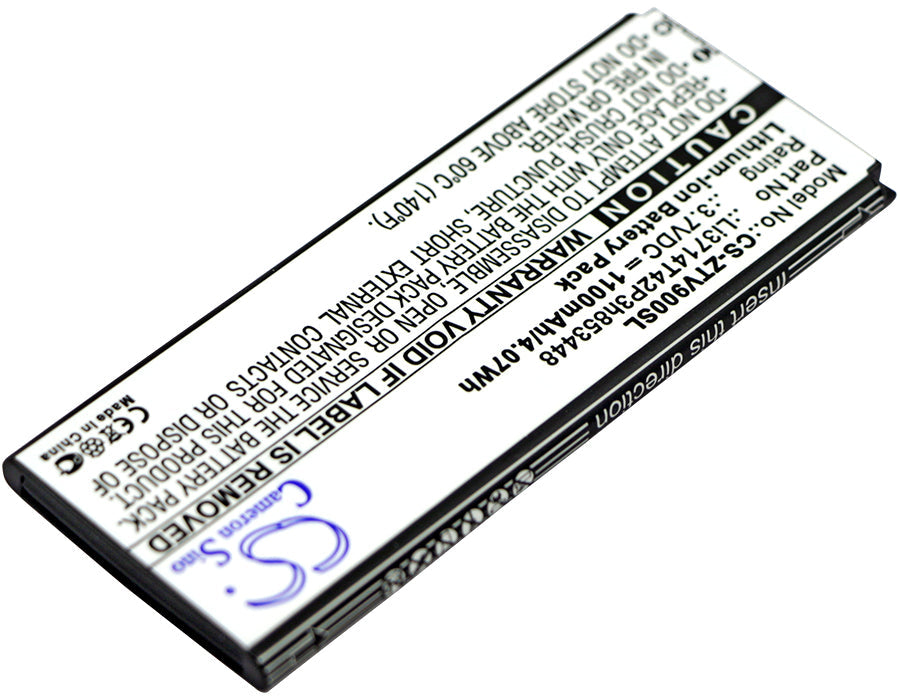 Insert this direction
Model No.:CS-ZTV900SL
Part No :Li3714T42P3h853448
Rating :3.7VDC = 1100mAh/4.07Wh
Lithium-Ion Battery Pack
CAUTION WARRANTY VOID IF LABEL IS REMOVED
•DO NOT ATTEMPT TO DISASSEMBLE, OPEN OR SERVICE THE BATTERY PACK.
•REPLACE ONLY WITH THE BATTERY PACK DESIGNATED FOR THIS PRODUCT.
•DO NOT CRUSH, PUNCTURE, SHORT EXTERNAL CONTACTS OR DISPOSE OF
IN FIRE OR WATER.
•DO NOT STORE ABOVE 60°C (140°F).
CS
Cameron Sino
CE
Made in China